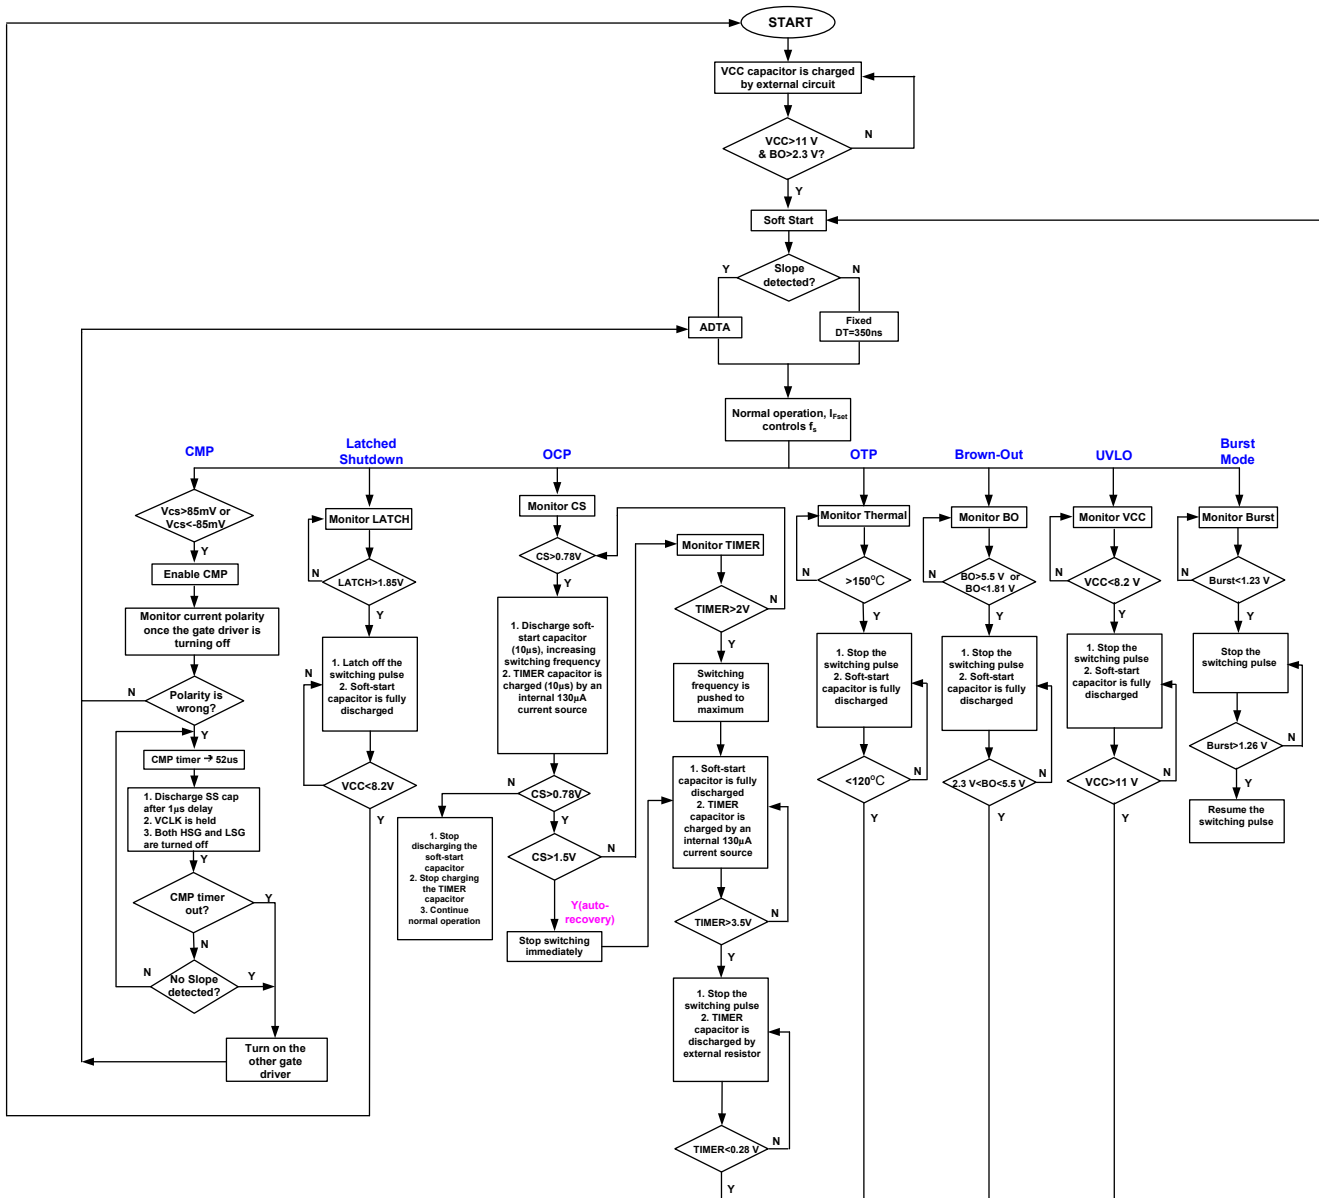 START
VCC capacitor is charged
by external circuit
VCC>11 V
& BO>2.3 V?
N
Y
Soft Start
Y
Slope
detected?
N
ADTA
Fixed
DT=350ns
Normal operation, IFset
controls fs
CMP
Vcs>85mV or
Vcs<-85mV
Y
Enable CMP
Monitor current polarity
once the gate driver is
turning off
N
Polarity is
wrong?
Y
CMP timer → 52us
1. Discharge SS cap
after 1µs delay
2. VCLK is held
3. Both HSG and LSG
are turned off
Y
CMP timer
out?
Y
N
N
No Slope
detected?
Y
Turn on the
other gate
driver
Latched
Shutdown
Monitor LATCH
N
LATCH>1.85V
Y
1. Latch off the
switching pulse
2. Soft-start
capacitor is fully
discharged
N
VCC<8.2V
Y
OCP
Monitor CS
CS>0.78V
Y
1. Discharge soft-
start capacitor
(10µs), increasing
switching frequency
2. TIMER capacitor is
charged (10µs) by an
internal 130µA
current source
N
CS>0.78V
Y
1. Stop
discharging the
soft-start
capacitor
2. Stop charging
the TIMER
capacitor
3. Continue
normal operation
CS>1.5V
N
Y(auto-
recovery)
Stop switching
immediately
Monitor TIMER
TIMER>2V
N
Y
Switching
frequency is
pushed to
maximum
1. Soft-start
capacitor is fully
discharged
2. TIMER
capacitor is
charged by an
internal 130µA
current source
N
TIMER>3.5V
Y
1. Stop the
switching pulse
2. TIMER
capacitor is
discharged by
external resistor
TIMER<0.28 V
N
Y
OTP
Monitor Thermal
N
>150°C
Y
1. Stop the
switching pulse
2. Soft-start
capacitor is fully
discharged
<120°C
N
Y
Brown-Out
Monitor BO
N
BO>5.5 V or
BO<1.81 V
Y
1. Stop the
switching pulse
2. Soft-start
capacitor is fully
discharged
2.3 V<BO<5.5 V
N
Y
UVLO
Monitor VCC
N
VCC<8.2 V
Y
1. Stop the
switching pulse
2. Soft-start
capacitor is fully
discharged
VCC>11 V
N
Y
Burst
Mode
Monitor Burst
N
Burst<1.23 V
Y
Stop the
switching pulse
Burst>1.26 V
N
Y
Resume the
switching pulse